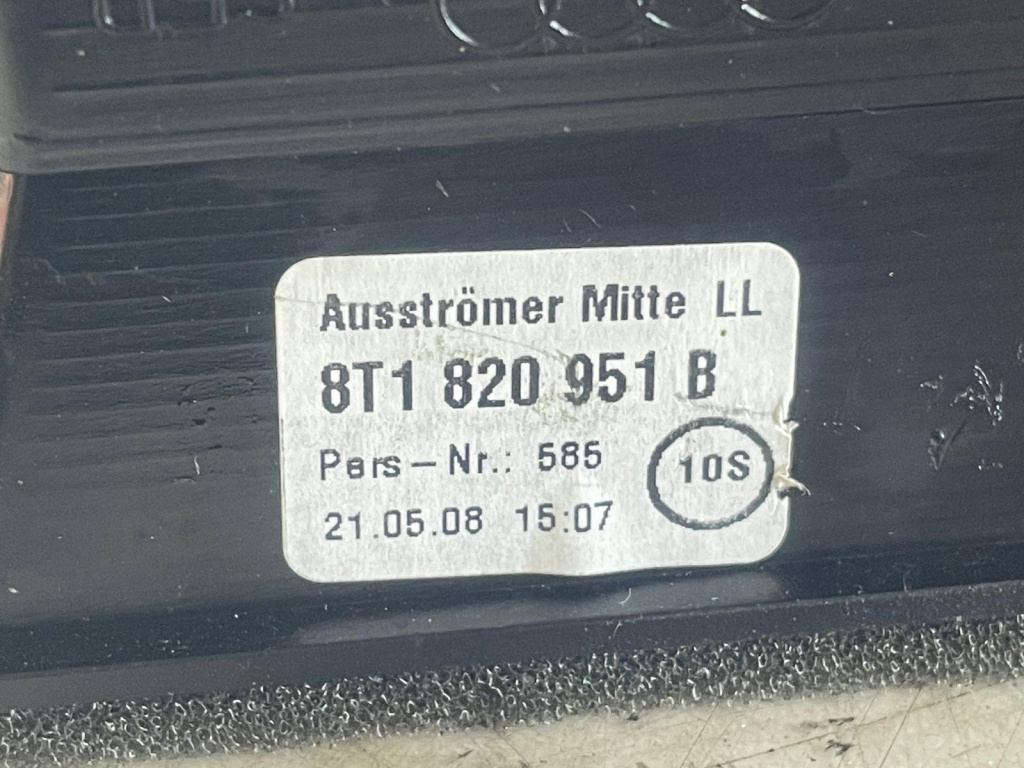 Ausströmer Mitte LL
8T1 820 951 B
Pers-Nr.: 585
10S
21.05.08 15:07